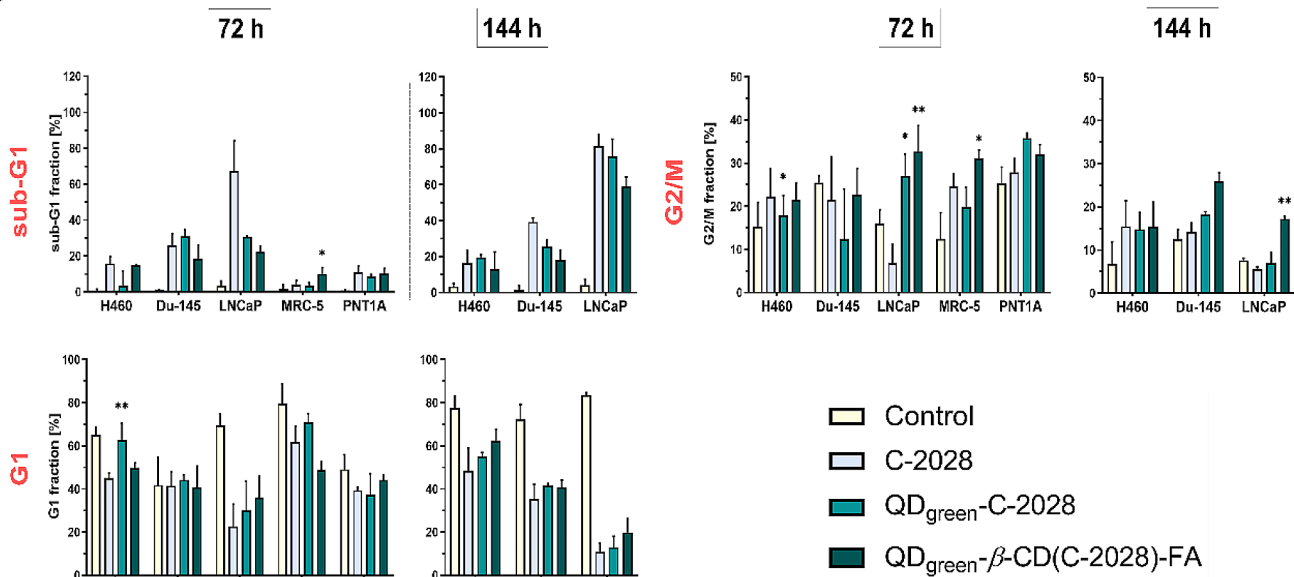 72 h
144 h
72 h
144 h
sub-G1
sub-G1 fraction [%]
120
100
80
60
40
20
0
*
H460 Du-145 LNCaP MRC-5 PNT1A
120
100
80
60
40
20
0
H460 Du-145 LNCaP
G2/M
G2/M fraction [%]
50
40
30
20
10
0
* * ** *
H460 Du-145 LNCaP MRC-5 PNT1A
50
40
30
20
10
0
**
H460 Du-145 LNCaP
G1
G1 fraction [%]
100
80
60
40
20
0
**
100
80
60
40
20
0
Control
C-2028
QDgreen-C-2028
QDgreen-β-CD(C-2028)-FA